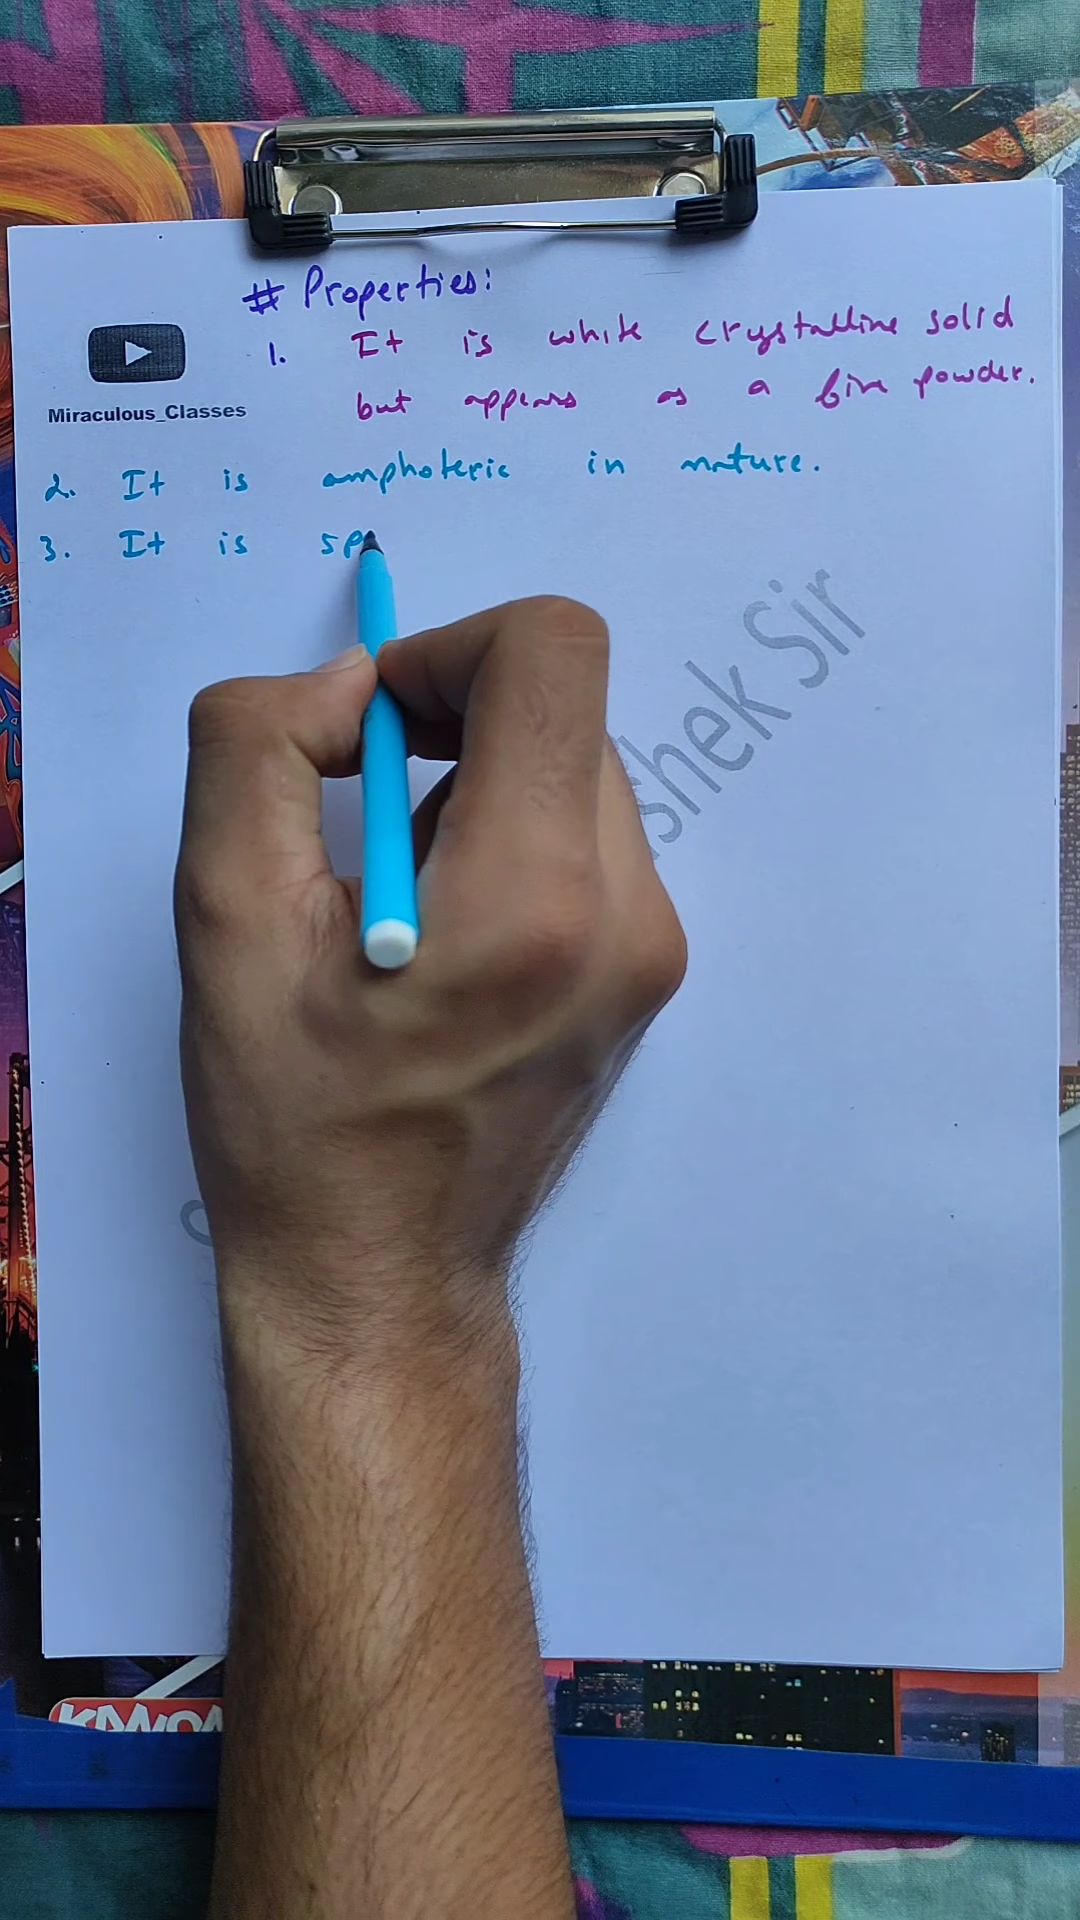 # Properties:
1. It is white crystalline solid
Miraculous_Classes
but appears as a fine powder.
2. It is amphoteric in nature.
3. It is sp
shek Sir